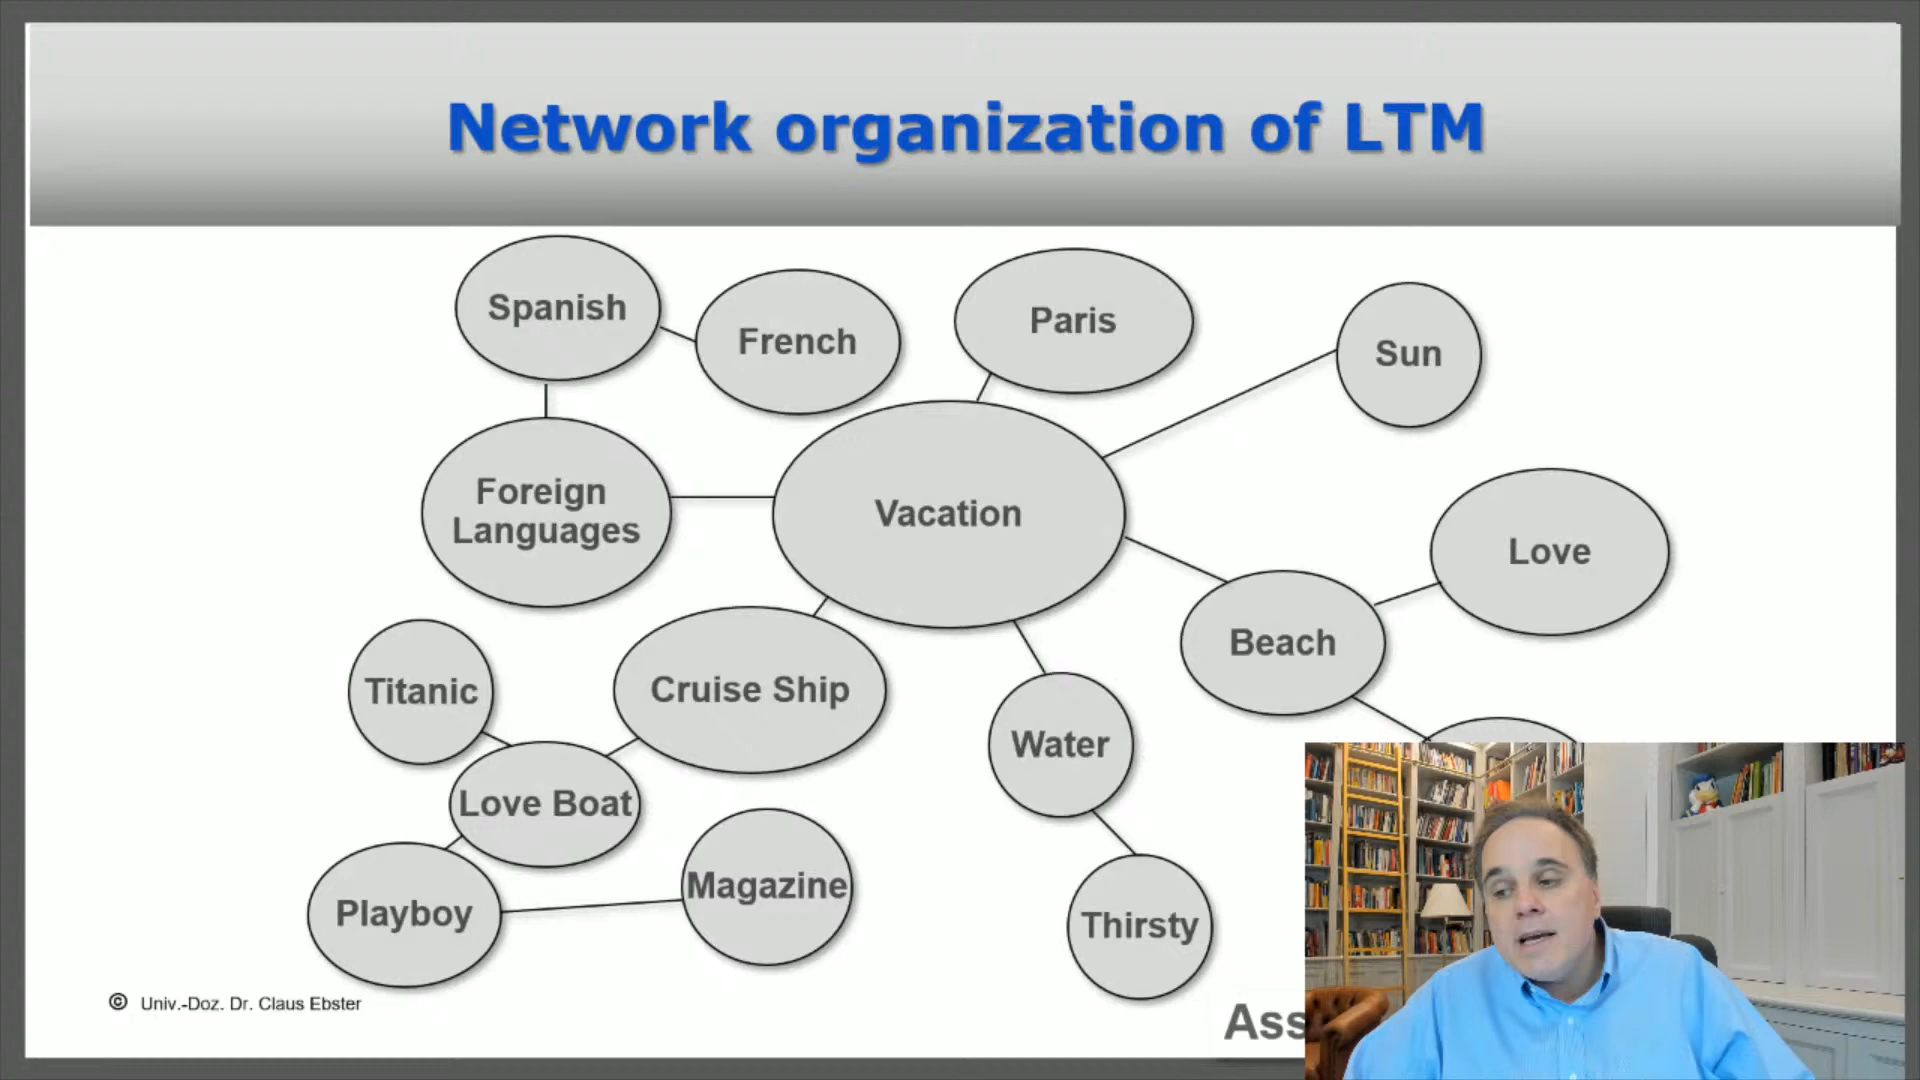 Network organization of LTM
Spanish
French
Paris
Sun
Foreign
Languages
Vacation
Love
Beach
Titanic
Cruise Ship
Water
Love Boat
Magazine
Playboy
Thirsty
© Univ.-Doz. Dr. Claus Ebster